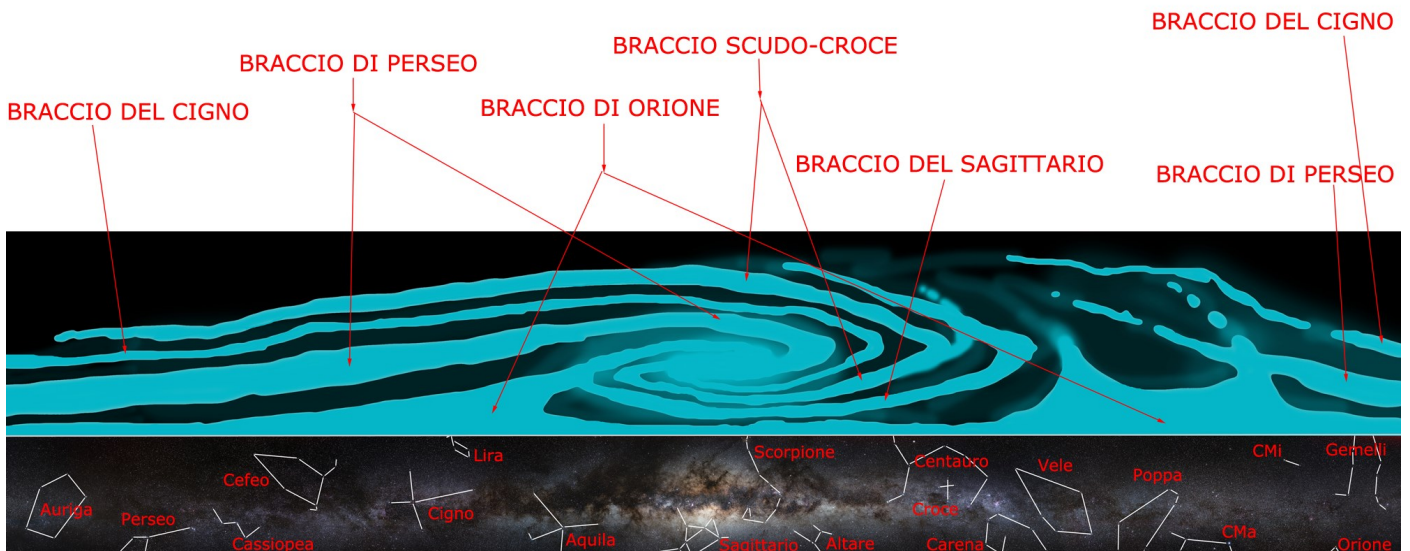 BRACCIO DEL CIGNO
BRACCIO SCUDO-CROCE
BRACCIO DI PERSEO
BRACCIO DEL CIGNO
BRACCIO DI ORIONE
BRACCIO DEL SAGITTARIO
BRACCIO DI PERSEO
Lira
Scorpione
Centauro
Vele
CMi
Gemelli
Cefeo
Poppa
Auriga
Perseo
Cigno
Croce
Cassiopea
Aquila
Sagittario
Altare
Carena
CMa
Orione